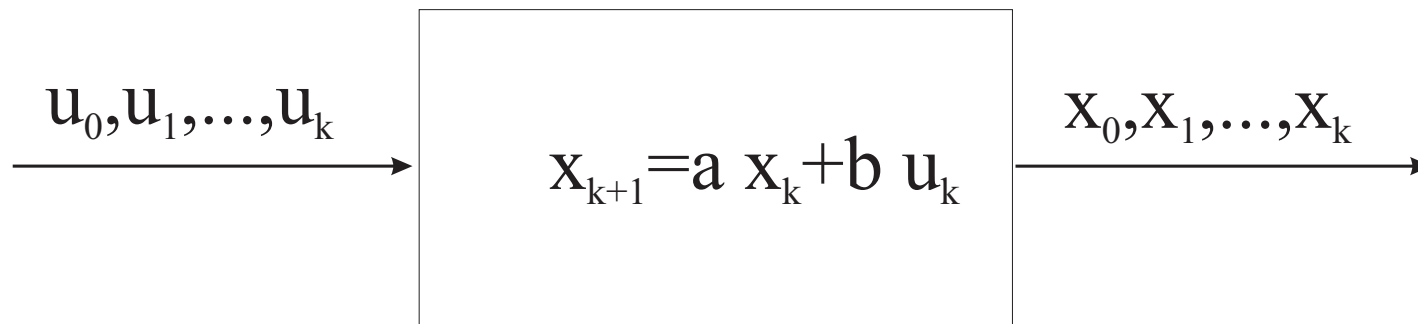 u₀,u₁,...,uₖ
xₖ₊₁=a xₖ+b uₖ
x₀,x₁,...,xₖ